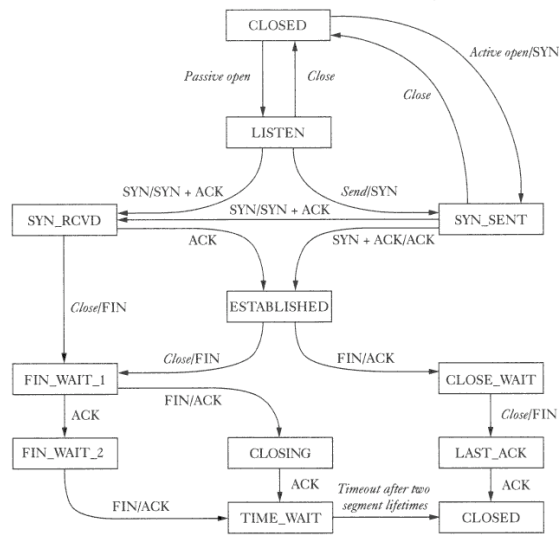 CLOSED
Active open/SYN
Passive open
Close
Close
LISTEN
SYN/SYN + ACK
Send/SYN
SYN_RCVD
SYN/SYN + ACK
SYN_SENT
ACK
SYN + ACK/ACK
ESTABLISHED
Close/FIN
Close/FIN
FIN/ACK
FIN_WAIT_1
CLOSE_WAIT
FIN/ACK
ACK
Close/FIN
FIN_WAIT_2
CLOSING
LAST_ACK
ACK
Timeout after two
segment lifetimes
ACK
FIN/ACK
TIME_WAIT
CLOSED